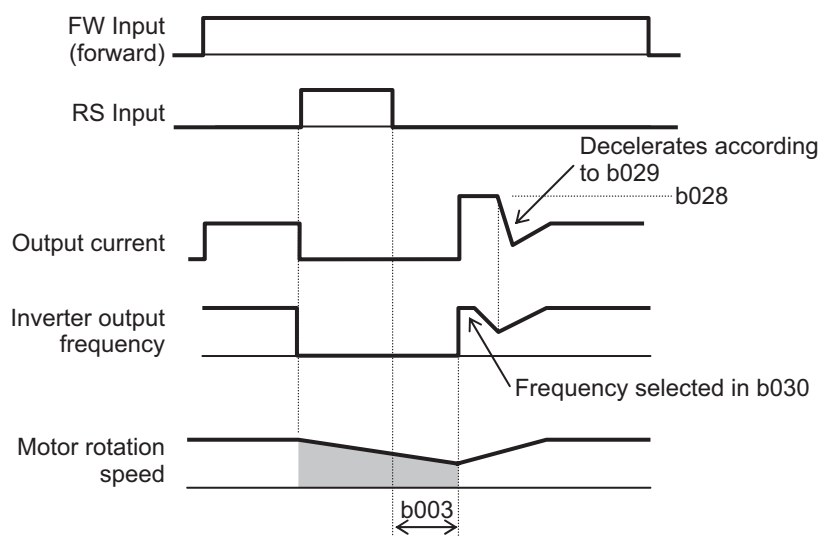 FW Input
(forward)
RS Input
Decelerates according
to b029
b028
Output current
Inverter output
frequency
Frequency selected in b030
Motor rotation
speed
b003